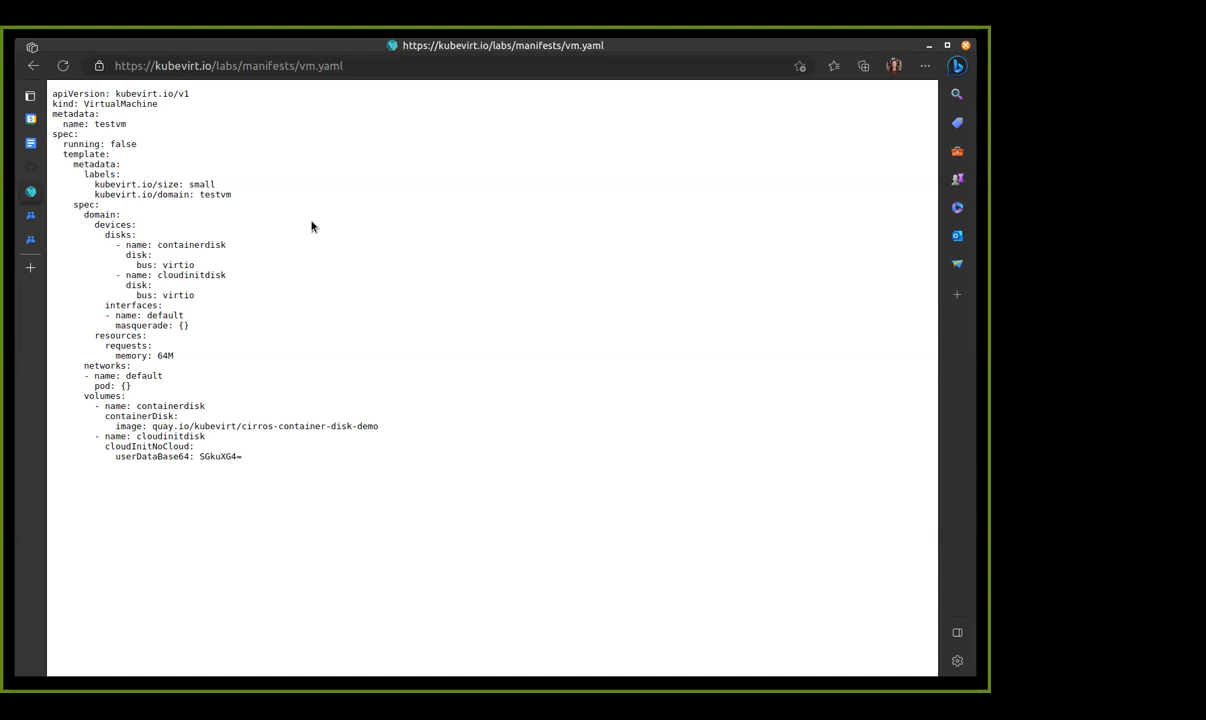 https://kubevirt.io/labs/manifests/vm.yaml
https://kubevirt.io/labs/manifests/vm.yaml
apiVersion: kubevirt.io/v1
kind: VirtualMachine
metadata:
  name: testvm
spec:
  running: false
  template:
    metadata:
      labels:
        kubevirt.io/size: small
        kubevirt.io/domain: testvm
    spec:
      domain:
        devices:
          disks:
            - name: containerdisk
              disk:
                bus: virtio
            - name: cloudinitdisk
              disk:
                bus: virtio
          interfaces:
          - name: default
            masquerade: {}
        resources:
          requests:
            memory: 64M
      networks:
      - name: default
        pod: {}
      volumes:
        - name: containerdisk
          containerDisk:
            image: quay.io/kubevirt/cirros-container-disk-demo
        - name: cloudinitdisk
          cloudInitNoCloud:
            userDataBase64: SGkuXG4=